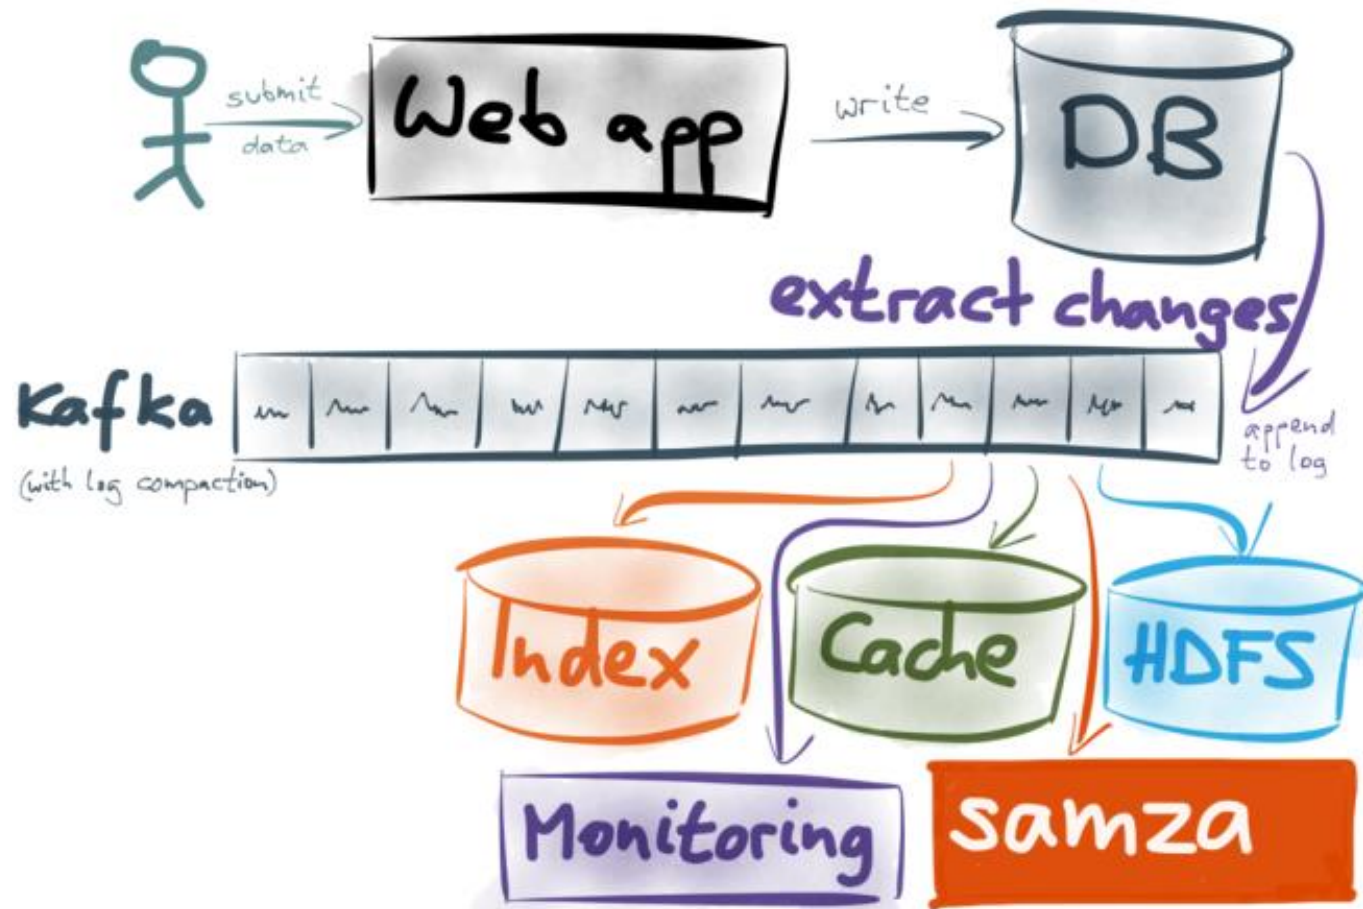 submit
data
Web app
write
DB
extract changes
Kafka
(with log compaction)
append
to log
Index
Cache
HDFS
Monitoring
samza